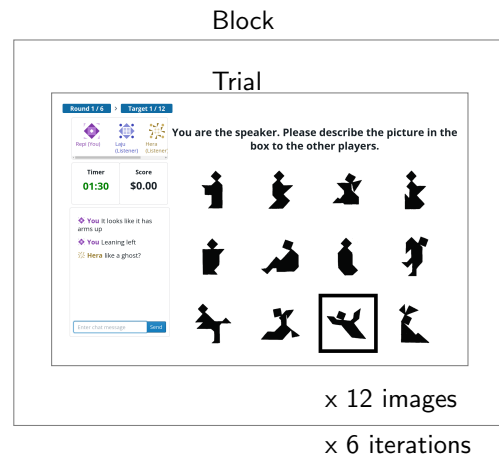 Block
Trial
Round 1 / 6 > Target 1 / 12
Repi (You)
Laju
(Listener)
Hera
(Listener
You are the speaker. Please describe the picture in the
box to the other players.
Timer
01:30
Score
$0.00
You It looks like it has
arms up
You Leaning left
Hera like a ghost?
Enter chat message
Send
x 12 images
x 6 iterations